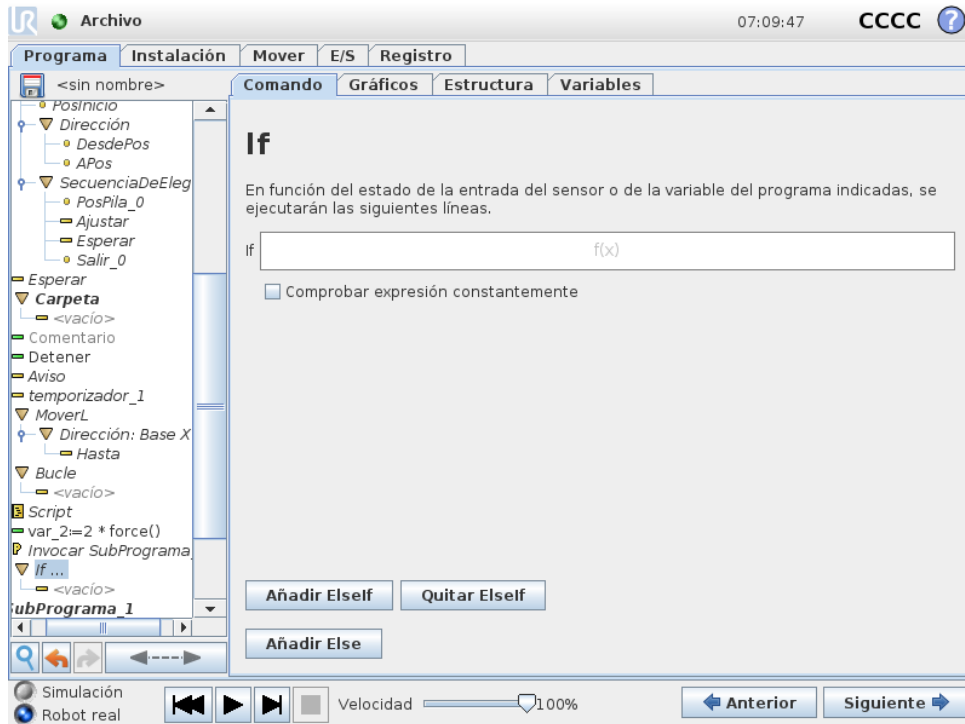 Archivo
07:09:47
CCCC
?
Programa
Instalación
Mover
E/S
Registro
<sin nombre>
Comando
Gráficos
Estructura
Variables
PosInicio
Dirección
DesdePos
APos
SecuenciaDeEleg
PosPila_0
Ajustar
Esperar
Salir_0
Esperar
Carpeta
<vacío>
Comentario
Detener
Aviso
temporizador_1
MoverL
Dirección: Base X
Hasta
Bucle
<vacío>
Script
var_2:=2 * force()
Invocar SubPrograma_
If ...
<vacío>
SubPrograma_1
If
En función del estado de la entrada del sensor o de la variable del programa indicadas, se
ejecutarán las siguientes líneas.
If
f(x)
Comprobar expresión constantemente
Añadir ElseIf
Quitar ElseIf
Añadir Else
Simulación
Robot real
Velocidad
100%
Anterior
Siguiente